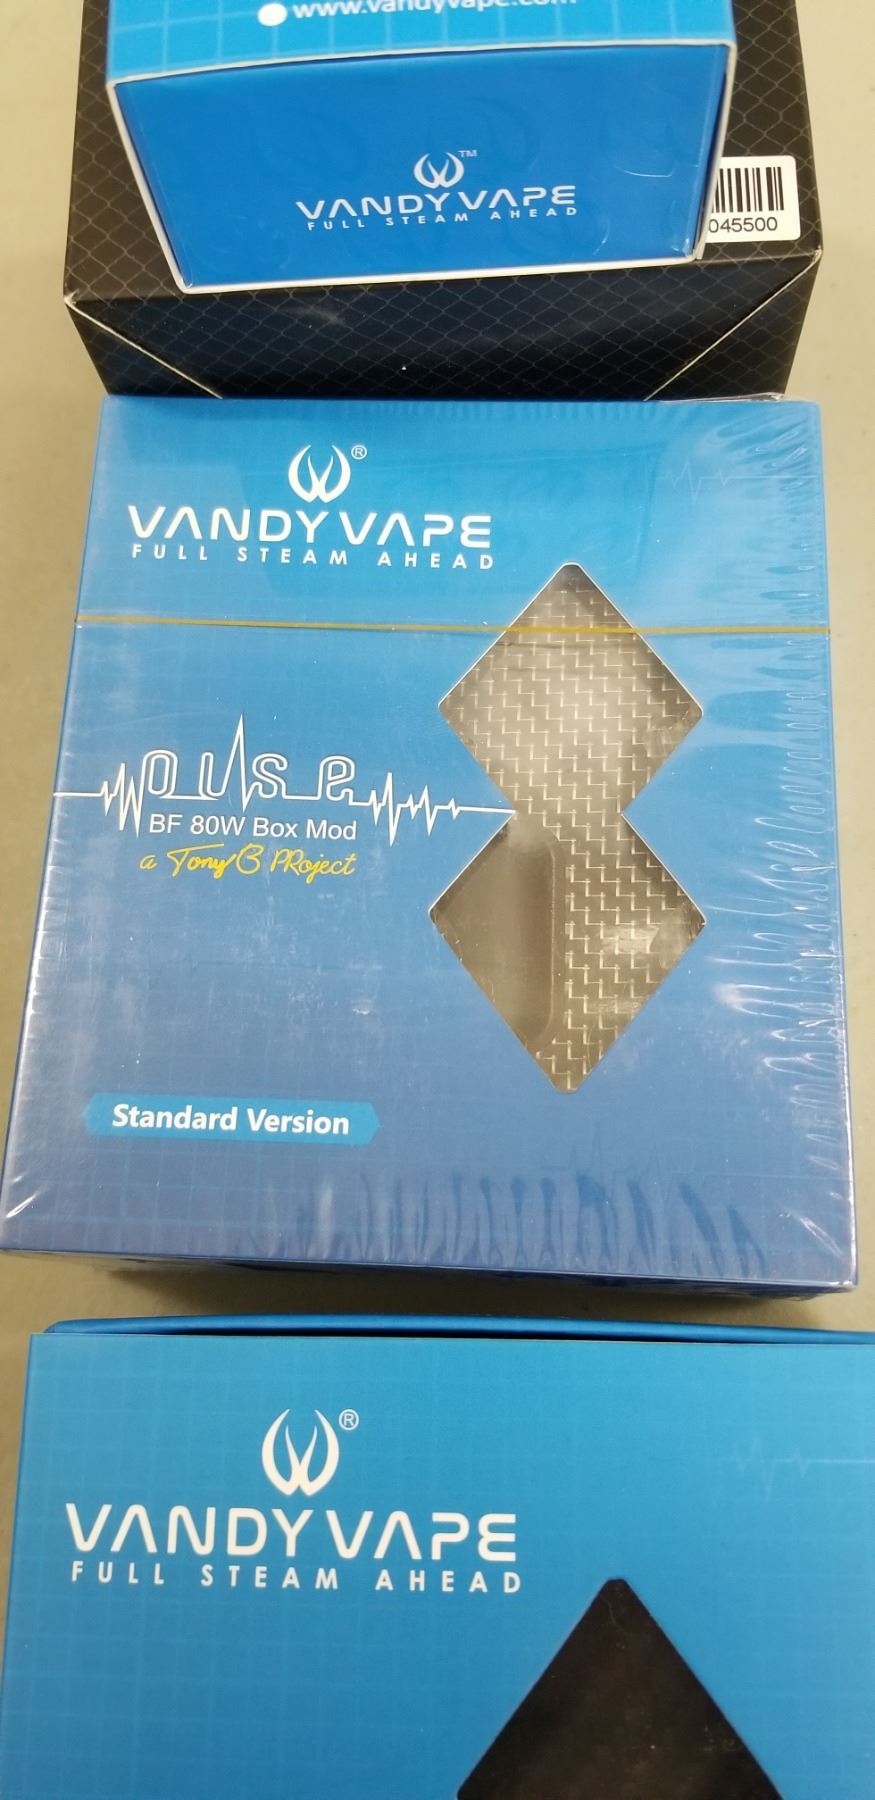 www.vandyvape.com
TM
VANDY VAPE
FULL STEAM AHEAD
045500
®
VANDY VAPE
FULL STEAM AHEAD
Pulse
BF 80W Box Mod
a Tony B PRoject
Standard Version
®
VANDY VAPE
FULL STEAM AHEAD